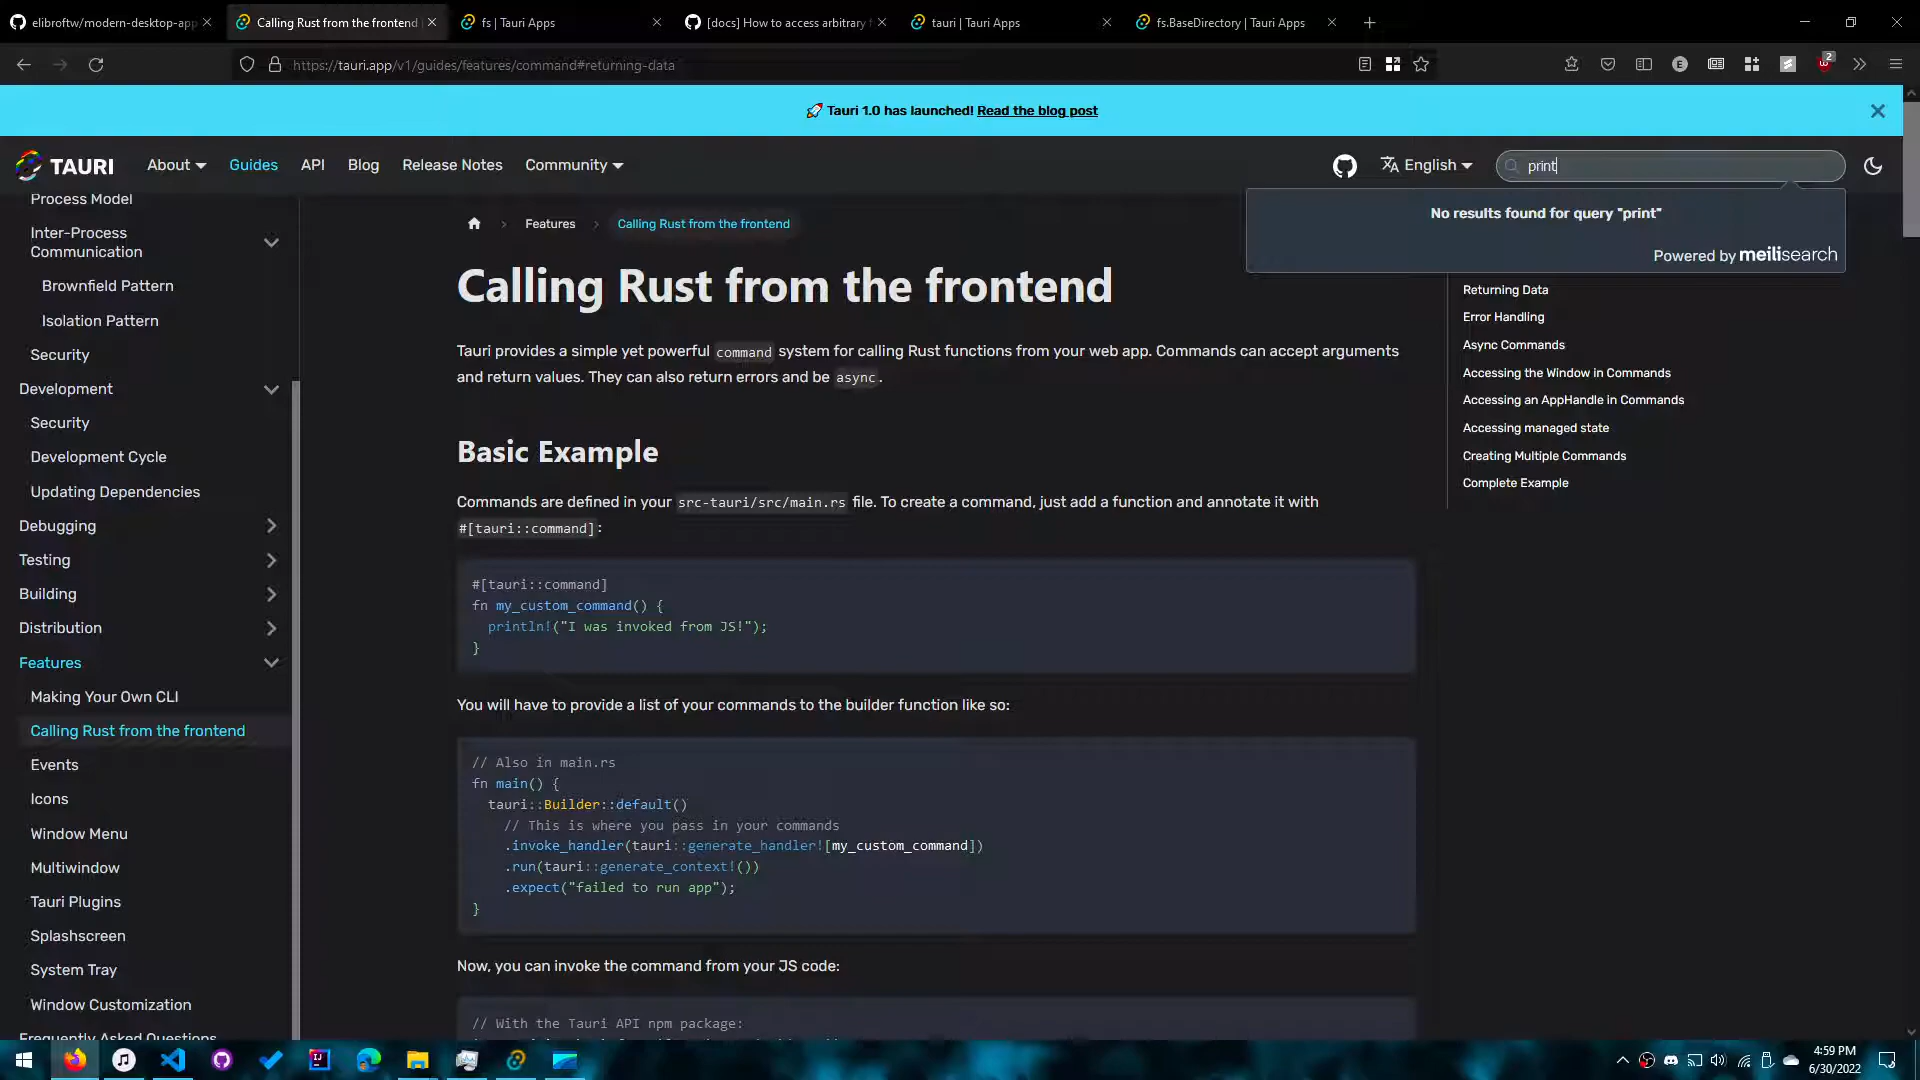 elibroftw/modern-desktop-app
Calling Rust from the frontend
fs | Tauri Apps
[docs] How to access arbitrary f
tauri | Tauri Apps
fs.BaseDirectory | Tauri Apps
https://tauri.app/v1/guides/features/command#returning-data
2
🚀 Tauri 1.0 has launched! Read the blog post
TAURI
About
Guides
API
Blog
Release Notes
Community
English
print
No results found for query "print"
Powered by meilisearch
Process Model
Inter-Process
Communication
Brownfield Pattern
Isolation Pattern
Security
Development
Security
Development Cycle
Updating Dependencies
Debugging
Testing
Building
Distribution
Features
Making Your Own CLI
Calling Rust from the frontend
Events
Icons
Window Menu
Multiwindow
Tauri Plugins
Splashscreen
System Tray
Window Customization
Frequently Asked Questions
Features
Calling Rust from the frontend
Calling Rust from the frontend
Tauri provides a simple yet powerful command system for calling Rust functions from your web app. Commands can accept arguments
and return values. They can also return errors and be async.
Basic Example
Commands are defined in your src-tauri/src/main.rs file. To create a command, just add a function and annotate it with
#[tauri::command]:
#[tauri::command]
fn my_custom_command() {
println!("I was invoked from JS!");
}
You will have to provide a list of your commands to the builder function like so:
// Also in main.rs
fn main() {
tauri::Builder::default()
// This is where you pass in your commands
.invoke_handler(tauri::generate_handler![my_custom_command])
.run(tauri::generate_context!())
.expect("failed to run app");
}
Now, you can invoke the command from your JS code:
// With the Tauri API npm package:
Returning Data
Error Handling
Async Commands
Accessing the Window in Commands
Accessing an AppHandle in Commands
Accessing managed state
Creating Multiple Commands
Complete Example
4:59 PM
6/30/2022